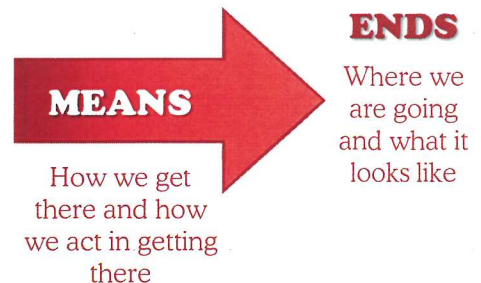 MEANS
How we get
there and how
we act in getting
there
ENDS
Where we
are going
and what it
looks like